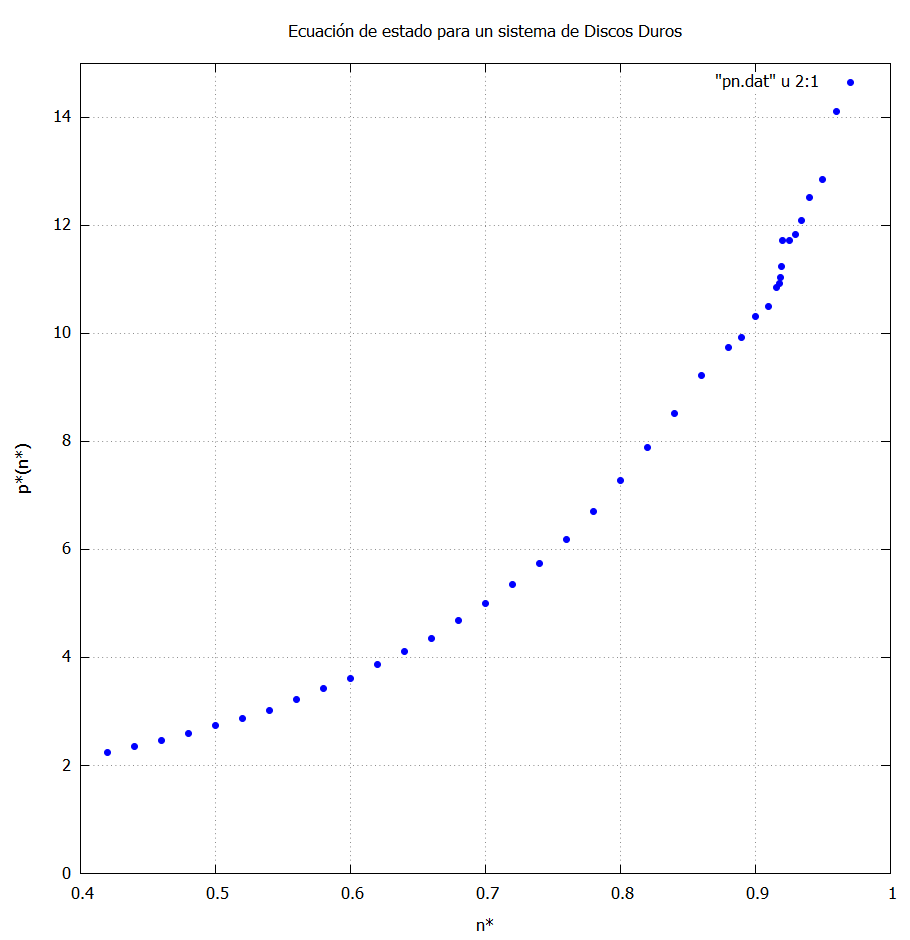 Ecuación de estado para un sistema de Discos Duros
"pn.dat" u 2:1
14
12
10
8
6
4
2
0
p*(n*)
0.4 0.5 0.6 0.7 0.8 0.9 1
n*